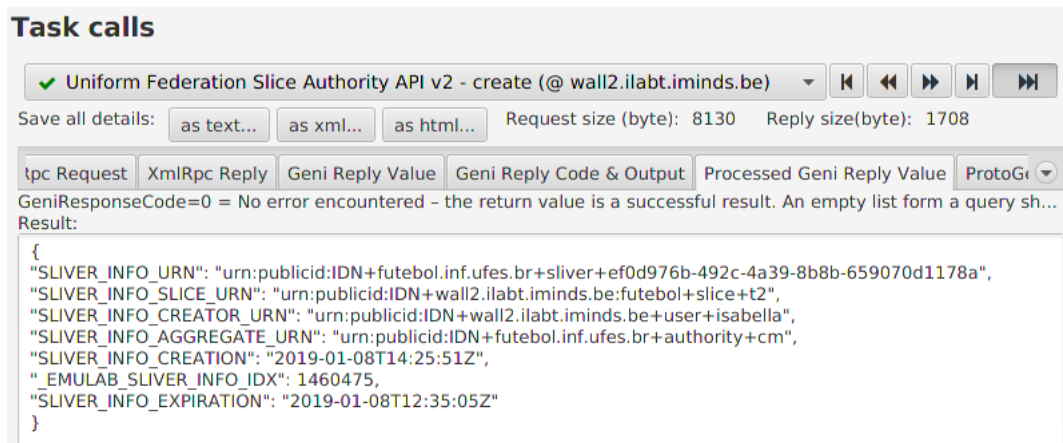 Task calls
Uniform Federation Slice Authority API v2 - create (@ wall2.ilabt.iminds.be)
Save all details: as text... as xml... as html... Request size (byte): 8130 Reply size(byte): 1708
Rpc Request XmlRpc Reply Geni Reply Value Geni Reply Code & Output Processed Geni Reply Value ProtoGe
GeniResponseCode=0 = No error encountered – the return value is a successful result. An empty list form a query sh...
Result:
{
"SLIVER_INFO_URN": "urn:publicid:IDN+futebol.inf.ufes.br+sliver+ef0d976b-492c-4a39-8b8b-659070d1178a",
"SLIVER_INFO_SLICE_URN": "urn:publicid:IDN+wall2.ilabt.iminds.be:futebol+slice+t2",
"SLIVER_INFO_CREATOR_URN": "urn:publicid:IDN+wall2.ilabt.iminds.be+user+isabella",
"SLIVER_INFO_AGGREGATE_URN": "urn:publicid:IDN+futebol.inf.ufes.br+authority+cm",
"SLIVER_INFO_CREATION": "2019-01-08T14:25:51Z",
"_EMULAB_SLIVER_INFO_IDX": 1460475,
"SLIVER_INFO_EXPIRATION": "2019-01-08T12:35:05Z"
}